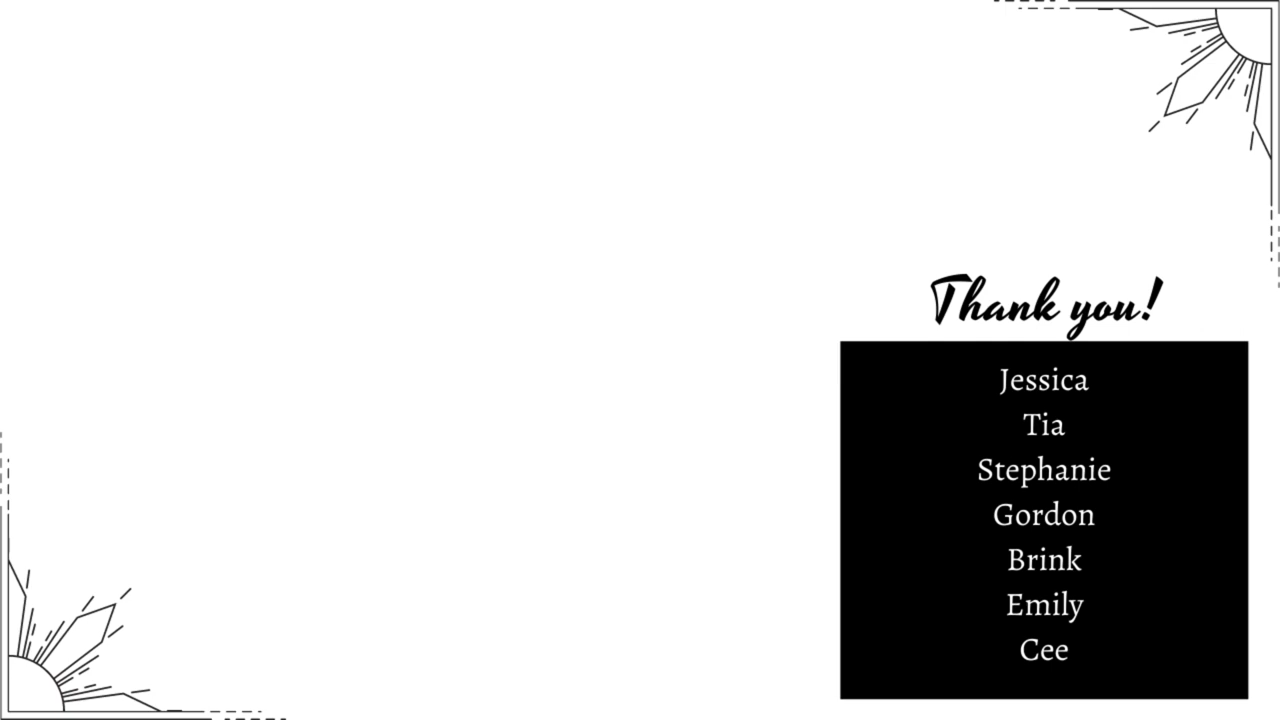 Thank you!
Jessica
Tia
Stephanie
Gordon
Brink
Emily
Cee